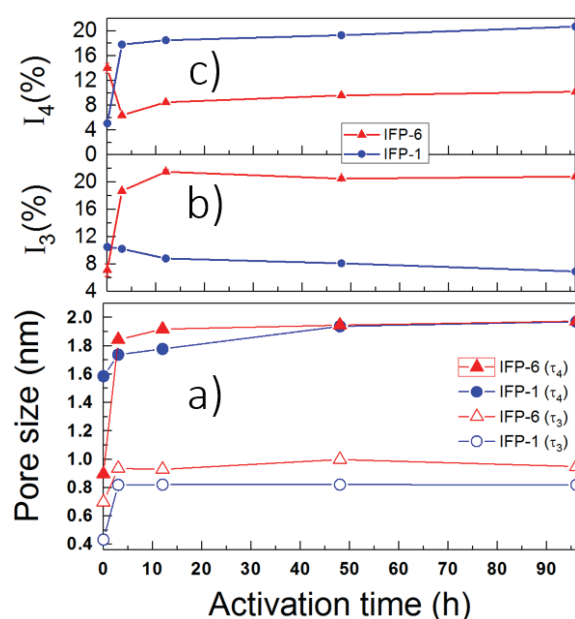 I₄(%)
20
16
12
8
4
0
c)
IFP-6
IFP-1
I₃(%)
20
16
12
8
4
b)
Pore size (nm)
2.0
1.8
1.6
1.4
1.2
1.0
0.8
0.6
0.4
a)
IFP-6 (τ₄)
IFP-1 (τ₄)
IFP-6 (τ₃)
IFP-1 (τ₃)
0 10 20 30 40 50 60 70 80 90
Activation time (h)